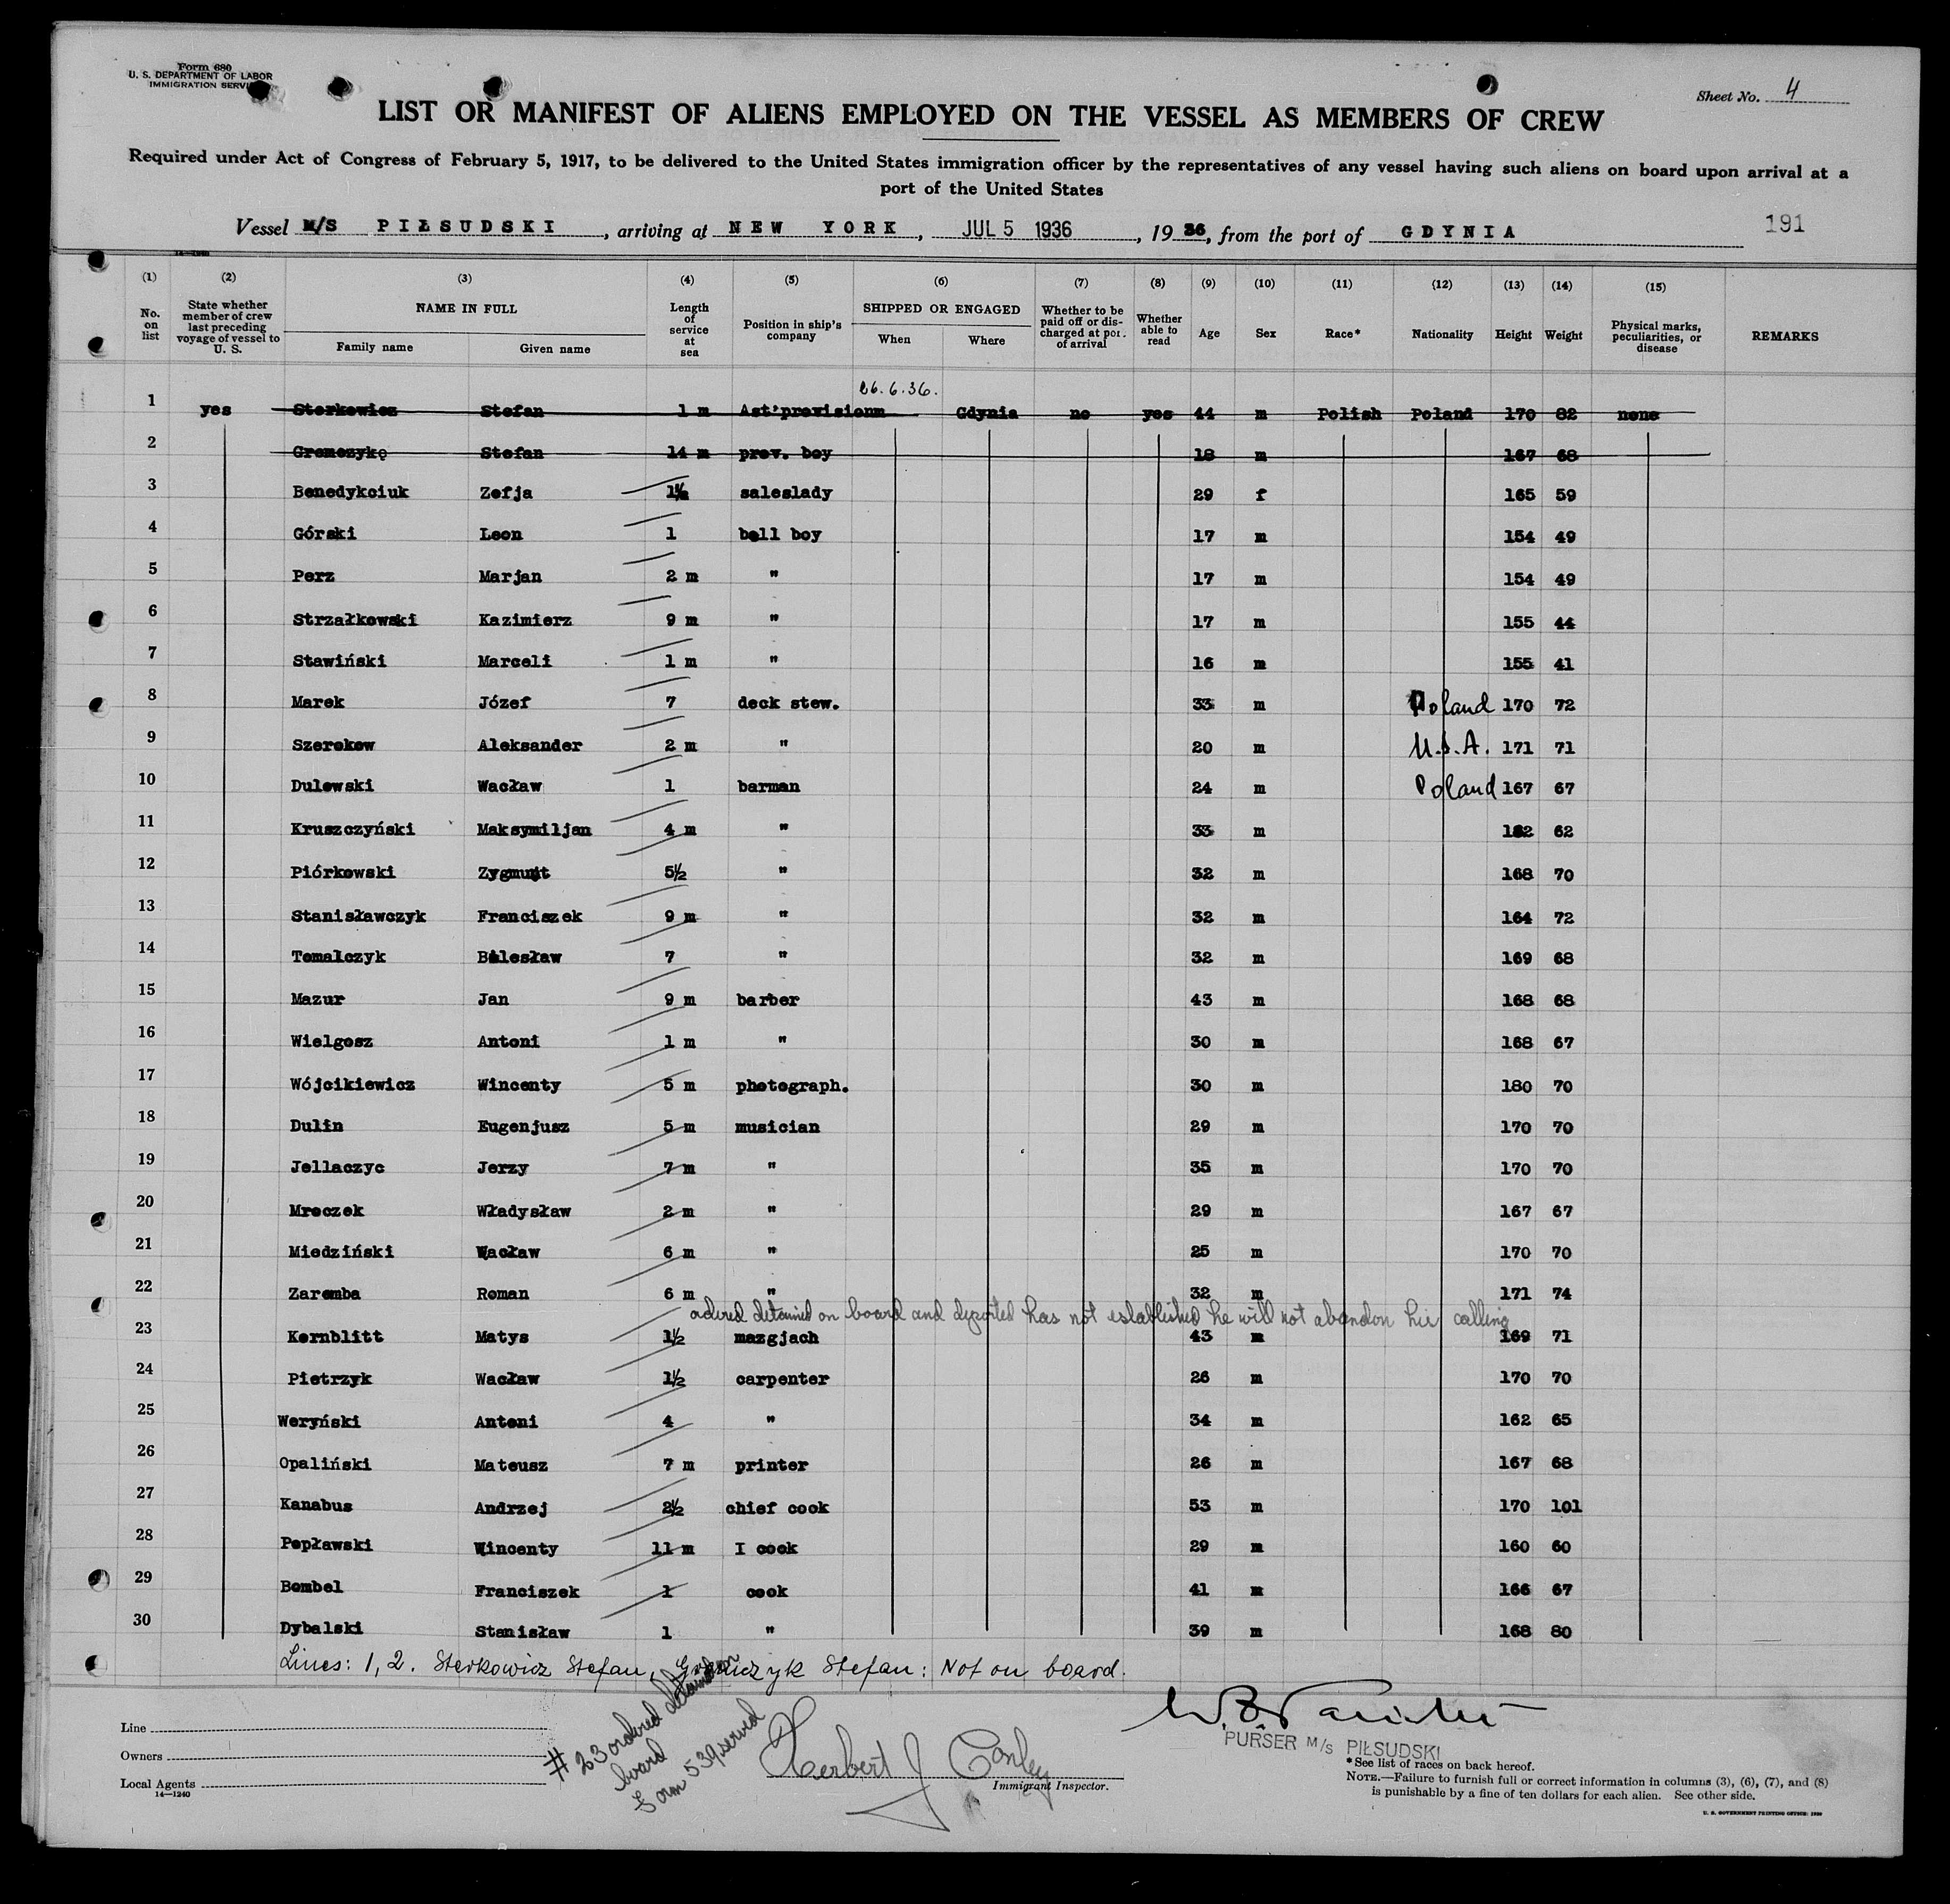 Form 680
U. S. DEPARTMENT OF LABOR
IMMIGRATION SERVICE
Sheet No. 4
LIST OR MANIFEST OF ALIENS EMPLOYED ON THE VESSEL AS MEMBERS OF CREW
Required under Act of Congress of February 5, 1917, to be delivered to the United States immigration officer by the representatives of any vessel having such aliens on board upon arrival at a
port of the United States
Vessel M/S PIŁSUDSKI, arriving at NEW YORK, JUL 5 1936, 1936, from the port of GDYNIA 191
(1) (2) (3) (4) (5) (6) (7) (8) (9) (10) (11) (12) (13) (14) (15)
No. on list State whether member of crew last preceding voyage of vessel to U. S. NAME IN FULL Family name Given name Length of service at sea Position in ship's company SHIPPED OR ENGAGED When Where Whether to be paid off or discharged at port of arrival Whether able to read Age Sex Race* Nationality Height Weight Physical marks, peculiarities, or disease REMARKS
26.6.36.
1 yes Sterkowicz Stefan 1 m Ast'provisionm Gdynia no yes 44 m Polish Poland 170 82 none
2 Gremczyk Stefan 14 m prov. boy 18 m 167 68
3 Benedykciuk Zofja 1½ saleslady 29 f 165 59
4 Górski Leon 1 bell boy 17 m 154 49
5 Perz Marjan 2 m " 17 m 154 49
6 Strzałkowski Kazimierz 9 m " 17 m 155 44
7 Stawiński Marceli 1 m " 16 m 155 41
8 Marek Józef 7 deck stew. 33 m Poland 170 72
9 Szerokow Aleksander 2 m " 20 m U.S.A. 171 71
10 Dulewski Wacław 1 barman 24 m Poland 167 67
11 Kruszczyński Maksymiljan 4 m " 33 m 182 62
12 Piórkowski Zygmunt 5½ " 32 m 168 70
13 Stanisławczyk Franciszek 9 m " 32 m 164 72
14 Tomalczyk Bolesław 7 " 32 m 169 68
15 Mazur Jan 9 m barber 43 m 168 68
16 Wielgosz Antoni 1 m " 30 m 168 67
17 Wójcikiewicz Wincenty 5 m photograph. 30 m 180 70
18 Dulin Eugenjusz 5 m musician 29 m 170 70
19 Jellaczyc Jerzy 7 m " 35 m 170 70
20 Mroczek Władysław 2 m " 29 m 167 67
21 Miedziński Wacław 6 m " 25 m 170 70
22 Zaremba Roman 6 m " 32 m 171 74
ordered detained on board and deported has not established he will not abandon his calling
23 Kornblitt Matys 1½ mazgjach 43 m 169 71
24 Pietrzyk Wacław 1½ carpenter 26 m 170 70
25 Weryński Antoni 4 " 34 m 162 65
26 Opaliński Mateusz 7 m printer 26 m 167 68
27 Kanabus Andrzej 2½ chief cook 53 m 170 101
28 Popławski Wincenty 11 m I cook 29 m 160 60
29 Bombel Franciszek 1 cook 41 m 166 67
30 Dybalski Stanisław 1 " 39 m 168 80
Lines: 1, 2. Sterkowicz Stefan, Gremczyk Stefan: Not on board.
Line
Owners
Local Agents
14—1240
# 23 ordered detained on
board
Form 539 served
Herbert J Conley
Immigrant Inspector.
PURSER M/S PIŁSUDSKI
*See list of races on back hereof.
NOTE.—Failure to furnish full or correct information in columns (3), (6), (7), and (8)
is punishable by a fine of ten dollars for each alien. See other side.
U. S. GOVERNMENT PRINTING OFFICE: 1930